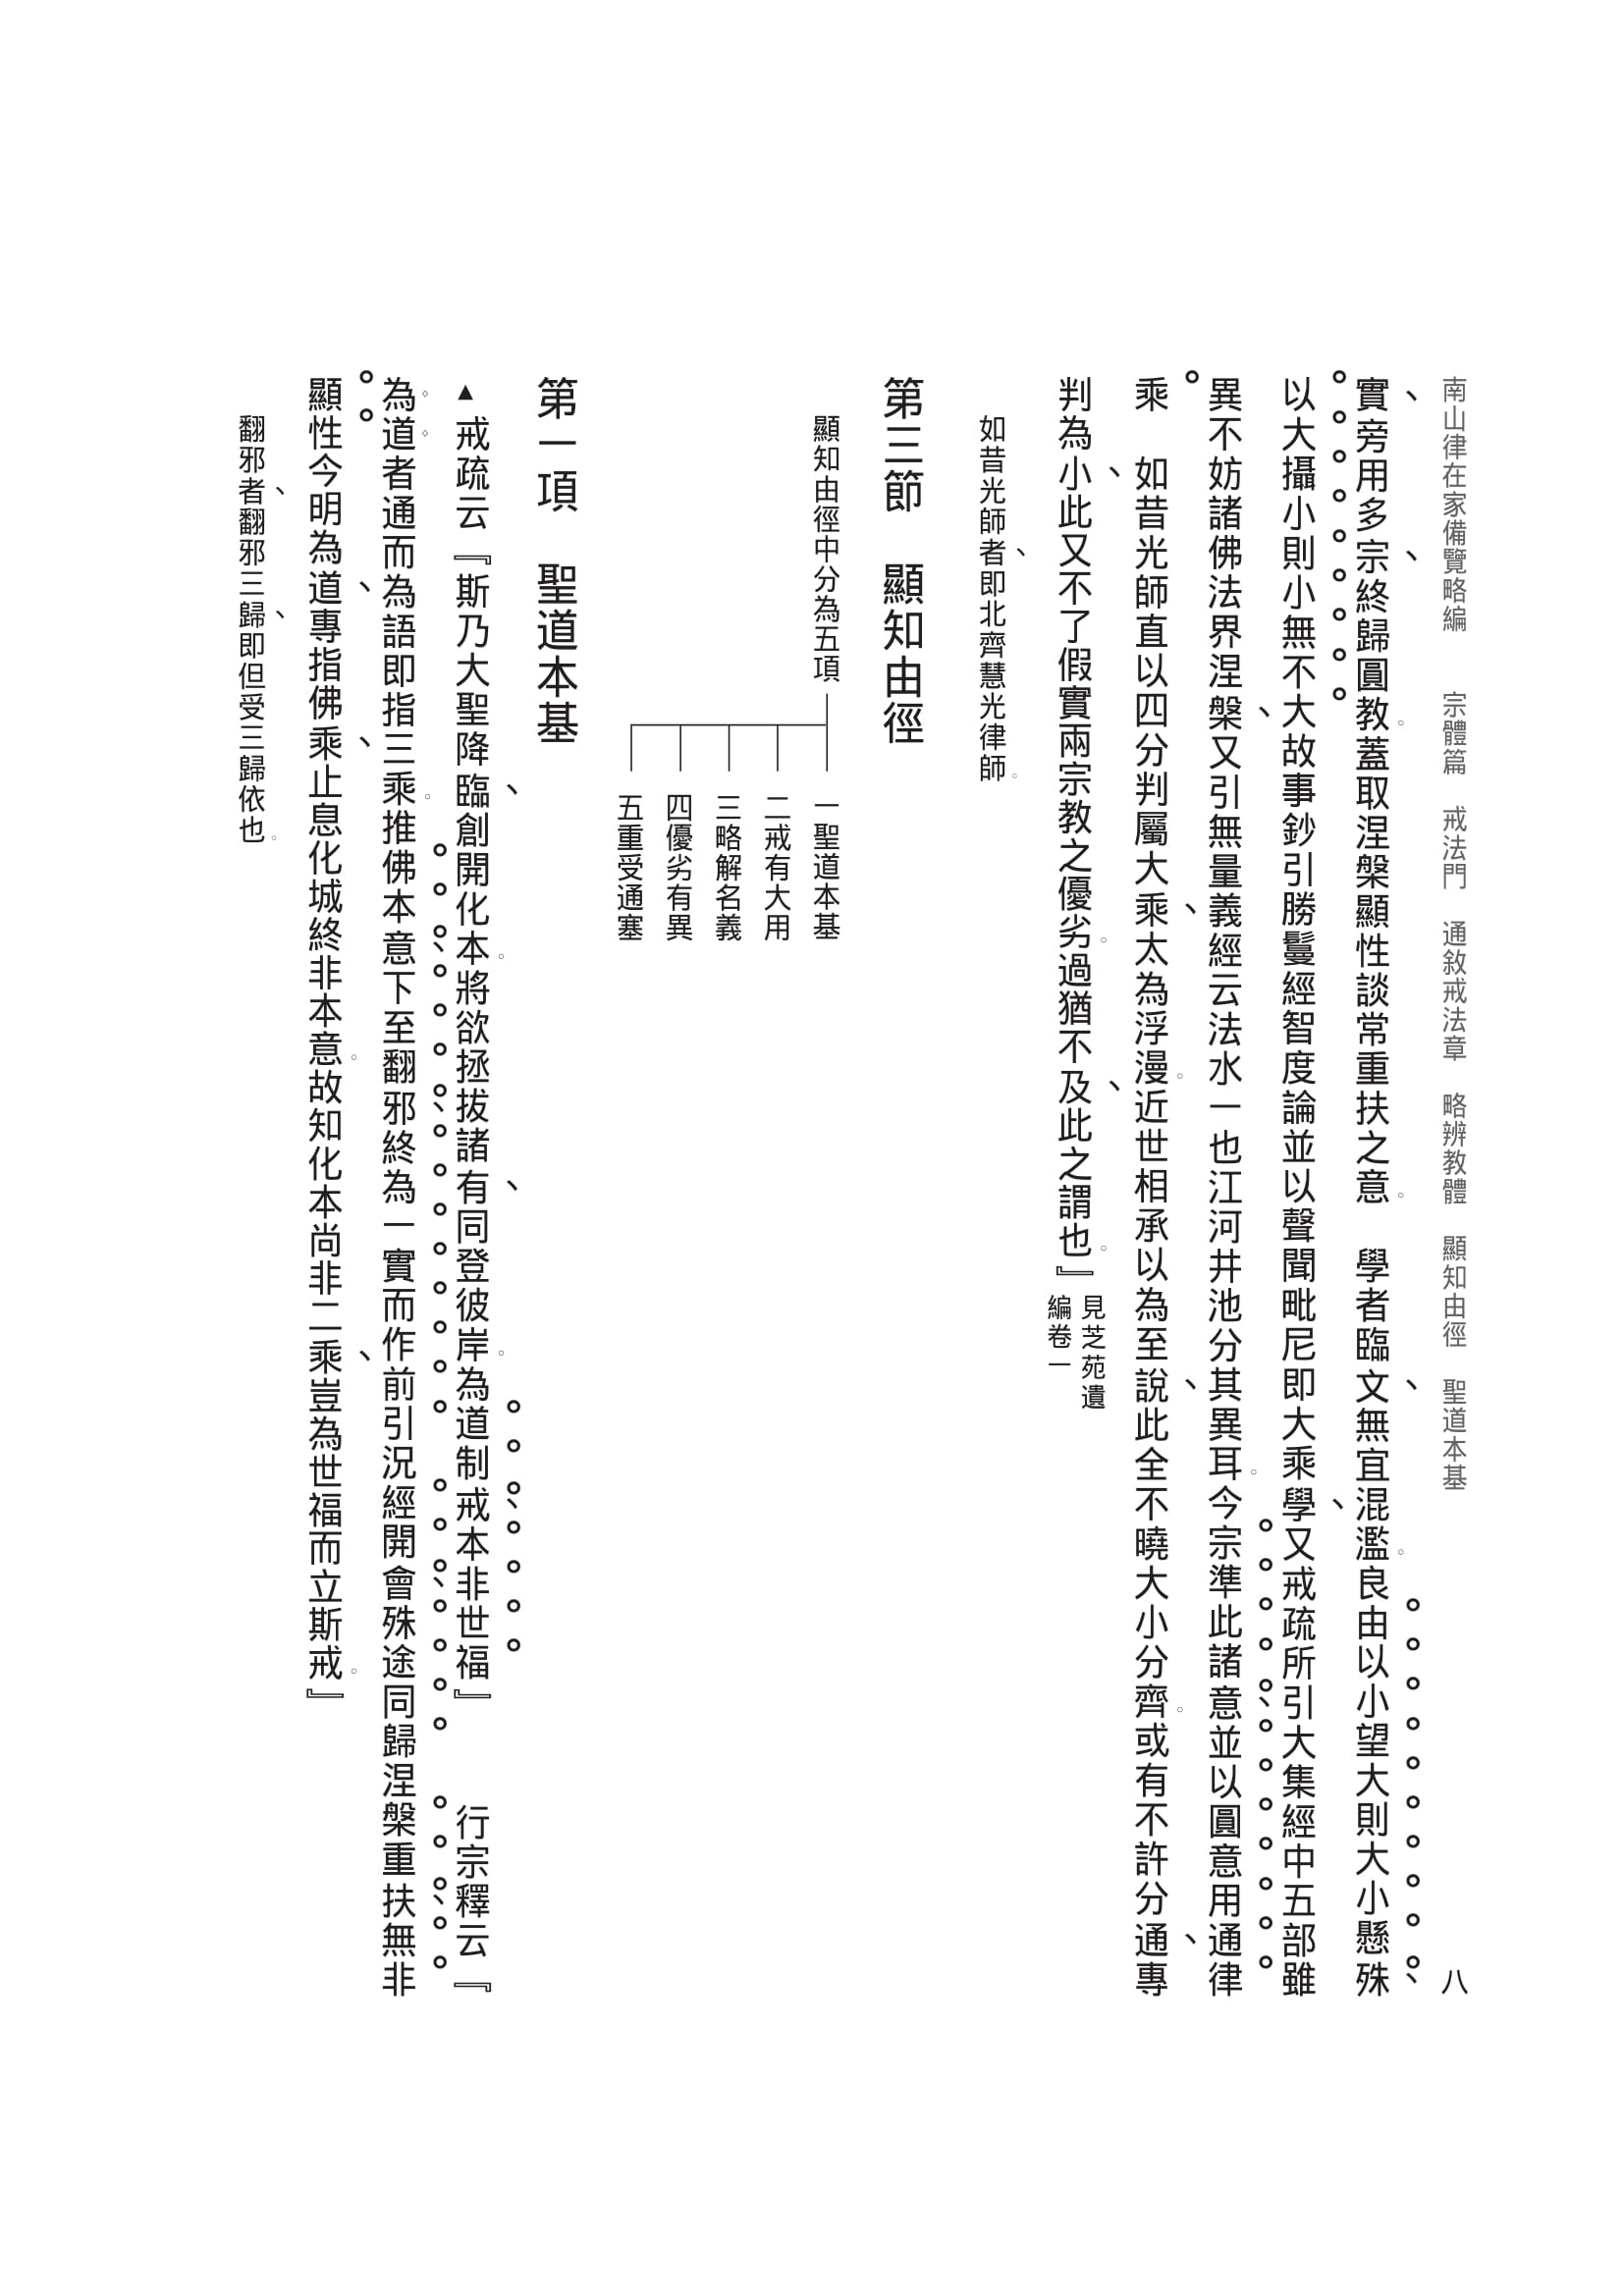 南山律在家備覽略編　宗體篇　戒法門　通敘戒法章　略辨教體　顯知由徑　聖道本基
八
實、旁用多宗、終歸圓教。蓋取涅槃顯性談常重扶之意。　學者臨文、無宜混濫。良由以小望大則大小懸殊、
以大攝小則小無不大故事鈔引勝鬘經智度論並以聲聞毗尼即大乘學、又戒疏所引大集經中五部雖
異不妨諸佛法界涅槃、又引無量義經云法水一也江河井池分其異耳。今宗準此諸意、並以圓意用通律
乘　如昔光師直以四分判屬大乘、太為浮漫。近世相承以為至說、此全不曉大小分齊。或有不許分通、專
判為小、此又不了假實兩宗教之優劣。過猶不及、此之謂也。』見芝苑遺
編卷一
如昔光師者、即北齊慧光律師。
第三節　顯知由徑
顯知由徑中分為五項
一聖道本基
二戒有大用
三略解名義
四優劣有異
五重受通塞
第一項　聖道本基
▲戒疏云『斯乃大聖降臨、創開化本。將欲拯拔諸有、同登彼岸。為道制戒、本非世福』　行宗釋云『
為道者通而為語即指三乘。推佛本意、下至翻邪、終為一實而作前引況經開會、殊途同歸涅槃重扶、無非
顯性今明為道、專指佛乘、止息化城終非本意。故知化本尚非二乘、豈為世福而立斯戒。』
翻邪者、翻邪三歸、即但受三歸依也。